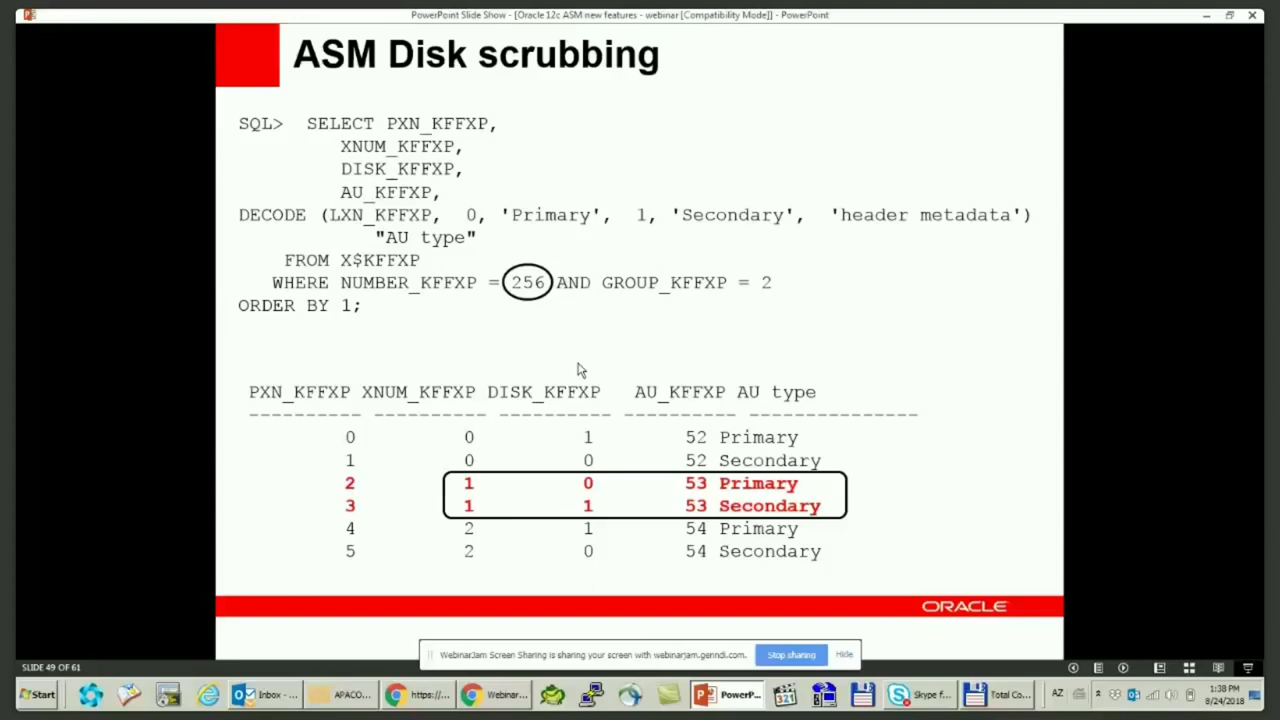 PowerPoint Slide Show - [Oracle 12c ASM new features - webinar [Compatibility Mode]] - PowerPoint
ASM Disk scrubbing
SQL> SELECT PXN_KFFXP,
XNUM_KFFXP,
DISK_KFFXP,
AU_KFFXP,
DECODE (LXN_KFFXP, 0, 'Primary', 1, 'Secondary', 'header metadata')
"AU type"
FROM X$KFFXP
WHERE NUMBER_KFFXP = 256 AND GROUP_KFFXP = 2
ORDER BY 1;
PXN_KFFXP XNUM_KFFXP DISK_KFFXP AU_KFFXP AU type
---------- ---------- ---------- ---------- ---------------
0 0 1 52 Primary
1 0 0 52 Secondary
2 1 0 53 Primary
3 1 1 53 Secondary
4 2 1 54 Primary
5 2 0 54 Secondary
ORACLE
WebinarJam Screen Sharing is sharing your screen with webinarjam.genndi.com. Stop sharing Hide
SLIDE 49 OF 61
Start Inbox - ... APACO... https://... Webinar... PowerP... 321 Skype f... Total Co... AZ 1:38 PM
8/24/2018